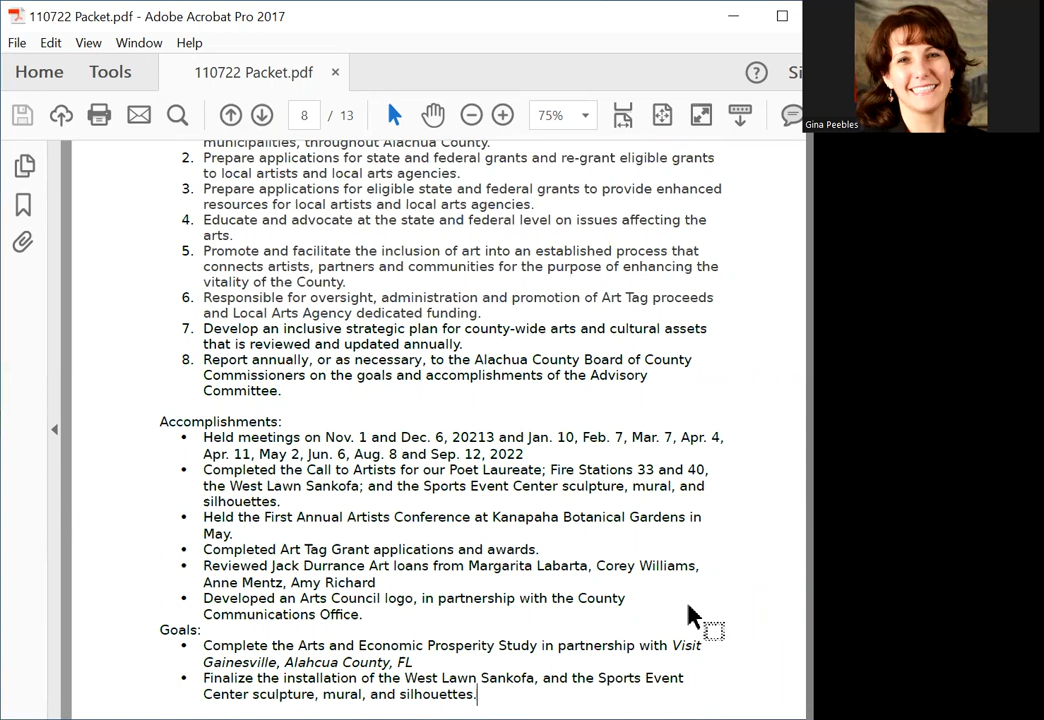 110722 Packet.pdf - Adobe Acrobat Pro 2017
File Edit View Window Help
Home Tools 110722 Packet.pdf × ? Si
8 / 13 75%
Gina Peebles
municipalities, throughout Alachua County.
2. Prepare applications for state and federal grants and re-grant eligible grants
to local artists and local arts agencies.
3. Prepare applications for eligible state and federal grants to provide enhanced
resources for local artists and local arts agencies.
4. Educate and advocate at the state and federal level on issues affecting the
arts.
5. Promote and facilitate the inclusion of art into an established process that
connects artists, partners and communities for the purpose of enhancing the
vitality of the County.
6. Responsible for oversight, administration and promotion of Art Tag proceeds
and Local Arts Agency dedicated funding.
7. Develop an inclusive strategic plan for county-wide arts and cultural assets
that is reviewed and updated annually.
8. Report annually, or as necessary, to the Alachua County Board of County
Commissioners on the goals and accomplishments of the Advisory
Committee.
Accomplishments:
• Held meetings on Nov. 1 and Dec. 6, 20213 and Jan. 10, Feb. 7, Mar. 7, Apr. 4,
Apr. 11, May 2, Jun. 6, Aug. 8 and Sep. 12, 2022
• Completed the Call to Artists for our Poet Laureate; Fire Stations 33 and 40,
the West Lawn Sankofa; and the Sports Event Center sculpture, mural, and
silhouettes.
• Held the First Annual Artists Conference at Kanapaha Botanical Gardens in
May.
• Completed Art Tag Grant applications and awards.
• Reviewed Jack Durrance Art loans from Margarita Labarta, Corey Williams,
Anne Mentz, Amy Richard
• Developed an Arts Council logo, in partnership with the County
Communications Office.
Goals:
• Complete the Arts and Economic Prosperity Study in partnership with Visit
Gainesville, Alahcua County, FL
• Finalize the installation of the West Lawn Sankofa, and the Sports Event
Center sculpture, mural, and silhouettes.